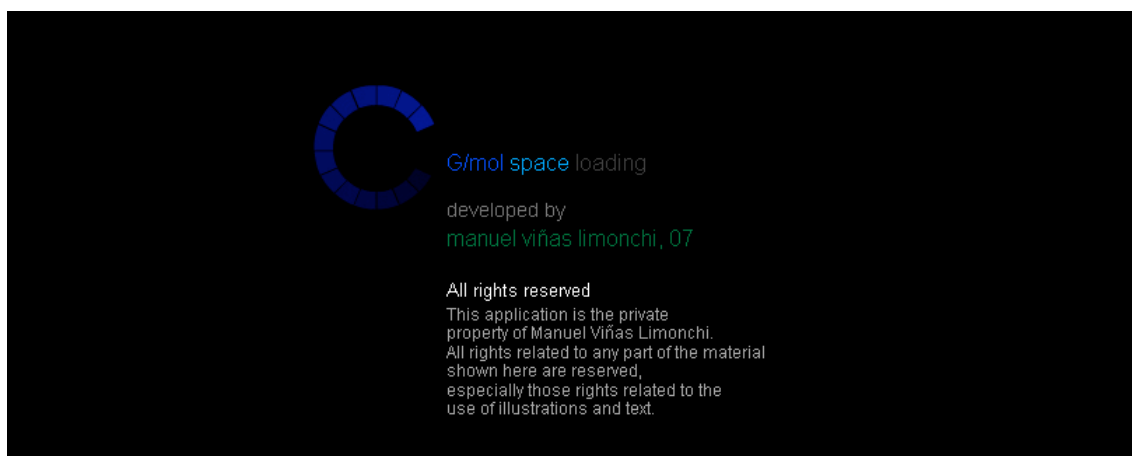 G/mol space loading
developed by
manuel viñas limonchi, 07
All rights reserved
This application is the private
property of Manuel Viñas Limonchi.
All rights related to any part of the material
shown here are reserved,
especially those rights related to the
use of illustrations and text.